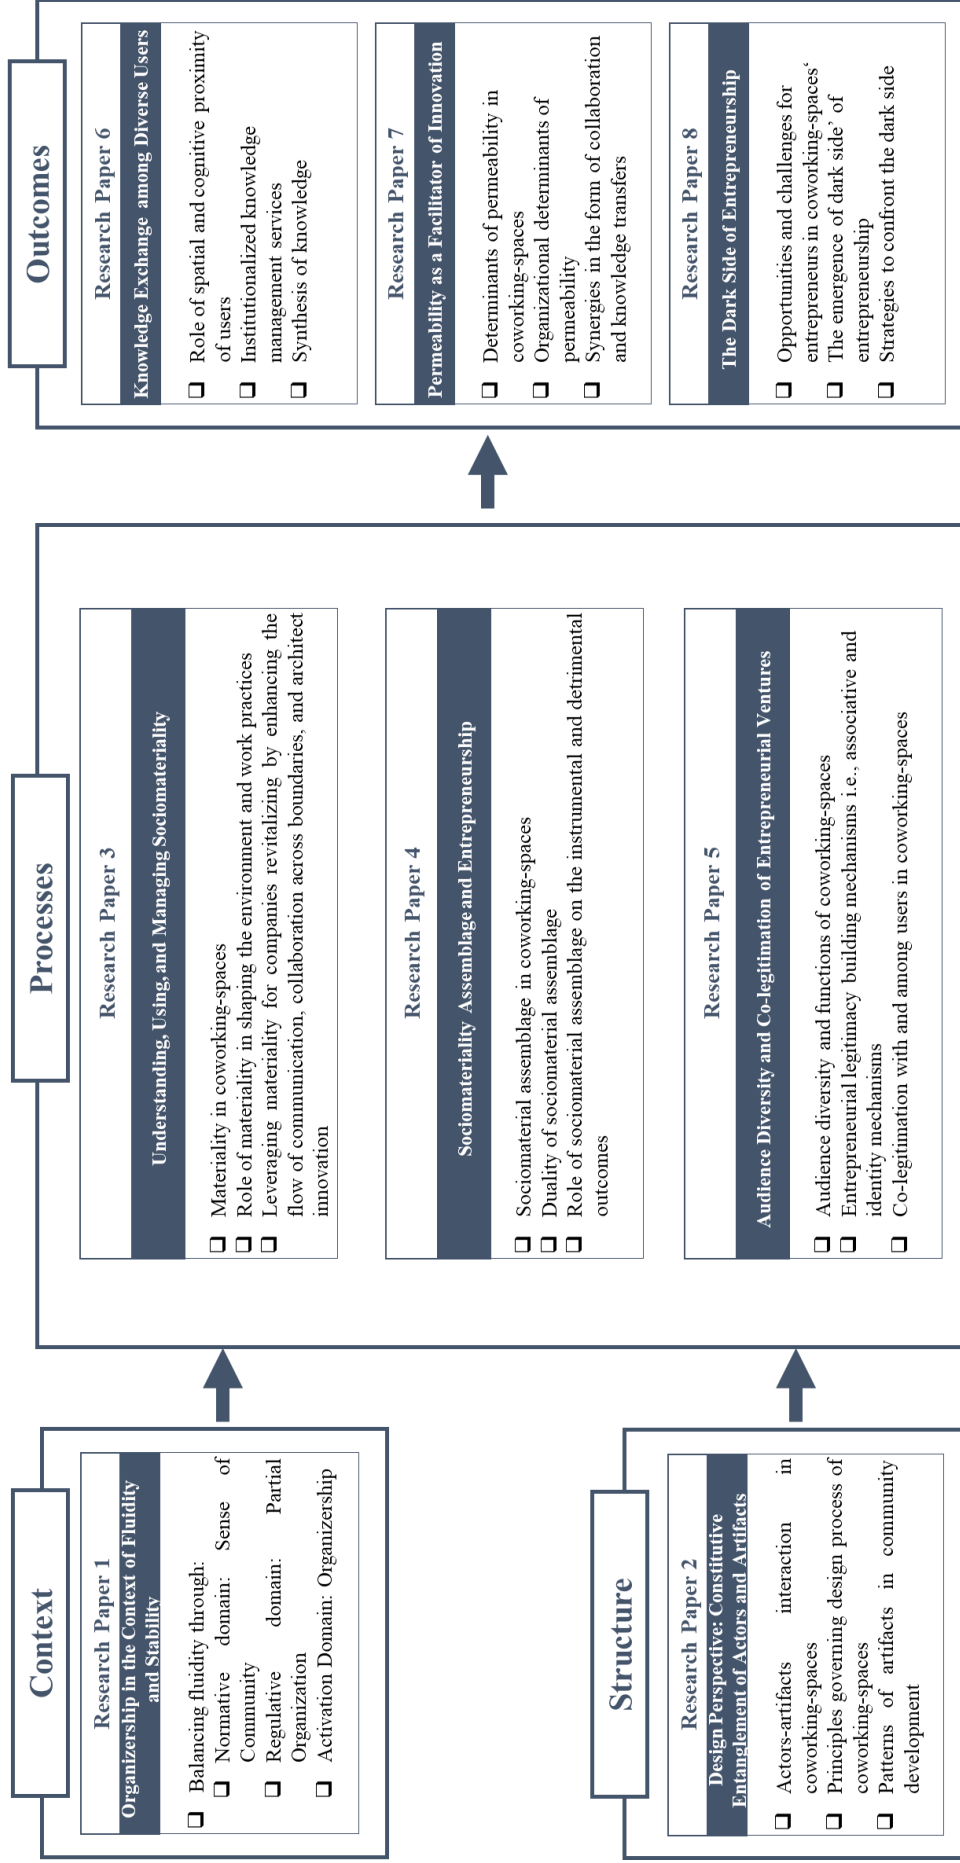 Context
Research Paper 1
Organizership in the Context of Fluidity
and Stability
❑ Balancing fluidity through:
❑ Normative domain: Sense of
Community
❑ Regulative domain: Partial
Organization
❑ Activation Domain: Organizership
Structure
Research Paper 2
Design Perspective: Constitutive
Entanglement of Actors and Artifacts
❑ Actors-artifacts interaction in
coworking-spaces
❑ Principles governing design process of
coworking-spaces
❑ Patterns of artifacts in community
development
Processes
Research Paper 3
Understanding, Using, and Managing Sociomateriality
❑ Materiality in coworking-spaces
❑ Role of materiality in shaping the environment and work practices
❑ Leveraging materiality for companies revitalizing by enhancing the
flow of communication, collaboration across boundaries, and architect
innovation
Research Paper 4
Sociomateriality Assemblage and Entrepreneurship
❑ Sociomaterial assemblage in coworking-spaces
❑ Duality of sociomaterial assemblage
❑ Role of sociomaterial assemblage on the instrumental and detrimental
outcomes
Research Paper 5
Audience Diversity and Co-legitimation of Entrepreneurial Ventures
❑ Audience diversity and functions of coworking-spaces
❑ Entrepreneurial legitimacy building mechanisms i.e., associative and
identity mechanisms
❑ Co-legitimation with and among users in coworking-spaces
Outcomes
Research Paper 6
Knowledge Exchange among Diverse Users
❑ Role of spatial and cognitive proximity
of users
❑ Institutionalized knowledge
management services
❑ Synthesis of knowledge
Research Paper 7
Permeability as a Facilitator of Innovation
❑ Determinants of permeability in
coworking-spaces
❑ Organizational determinants of
permeability
❑ Synergies in the form of collaboration
and knowledge transfers
Research Paper 8
The Dark Side of Entrepreneurship
❑ Opportunities and challenges for
entrepreneurs in coworking-spaces‘
❑ The emergence of dark side’ of
entrepreneurship
❑ Strategies to confront the dark side